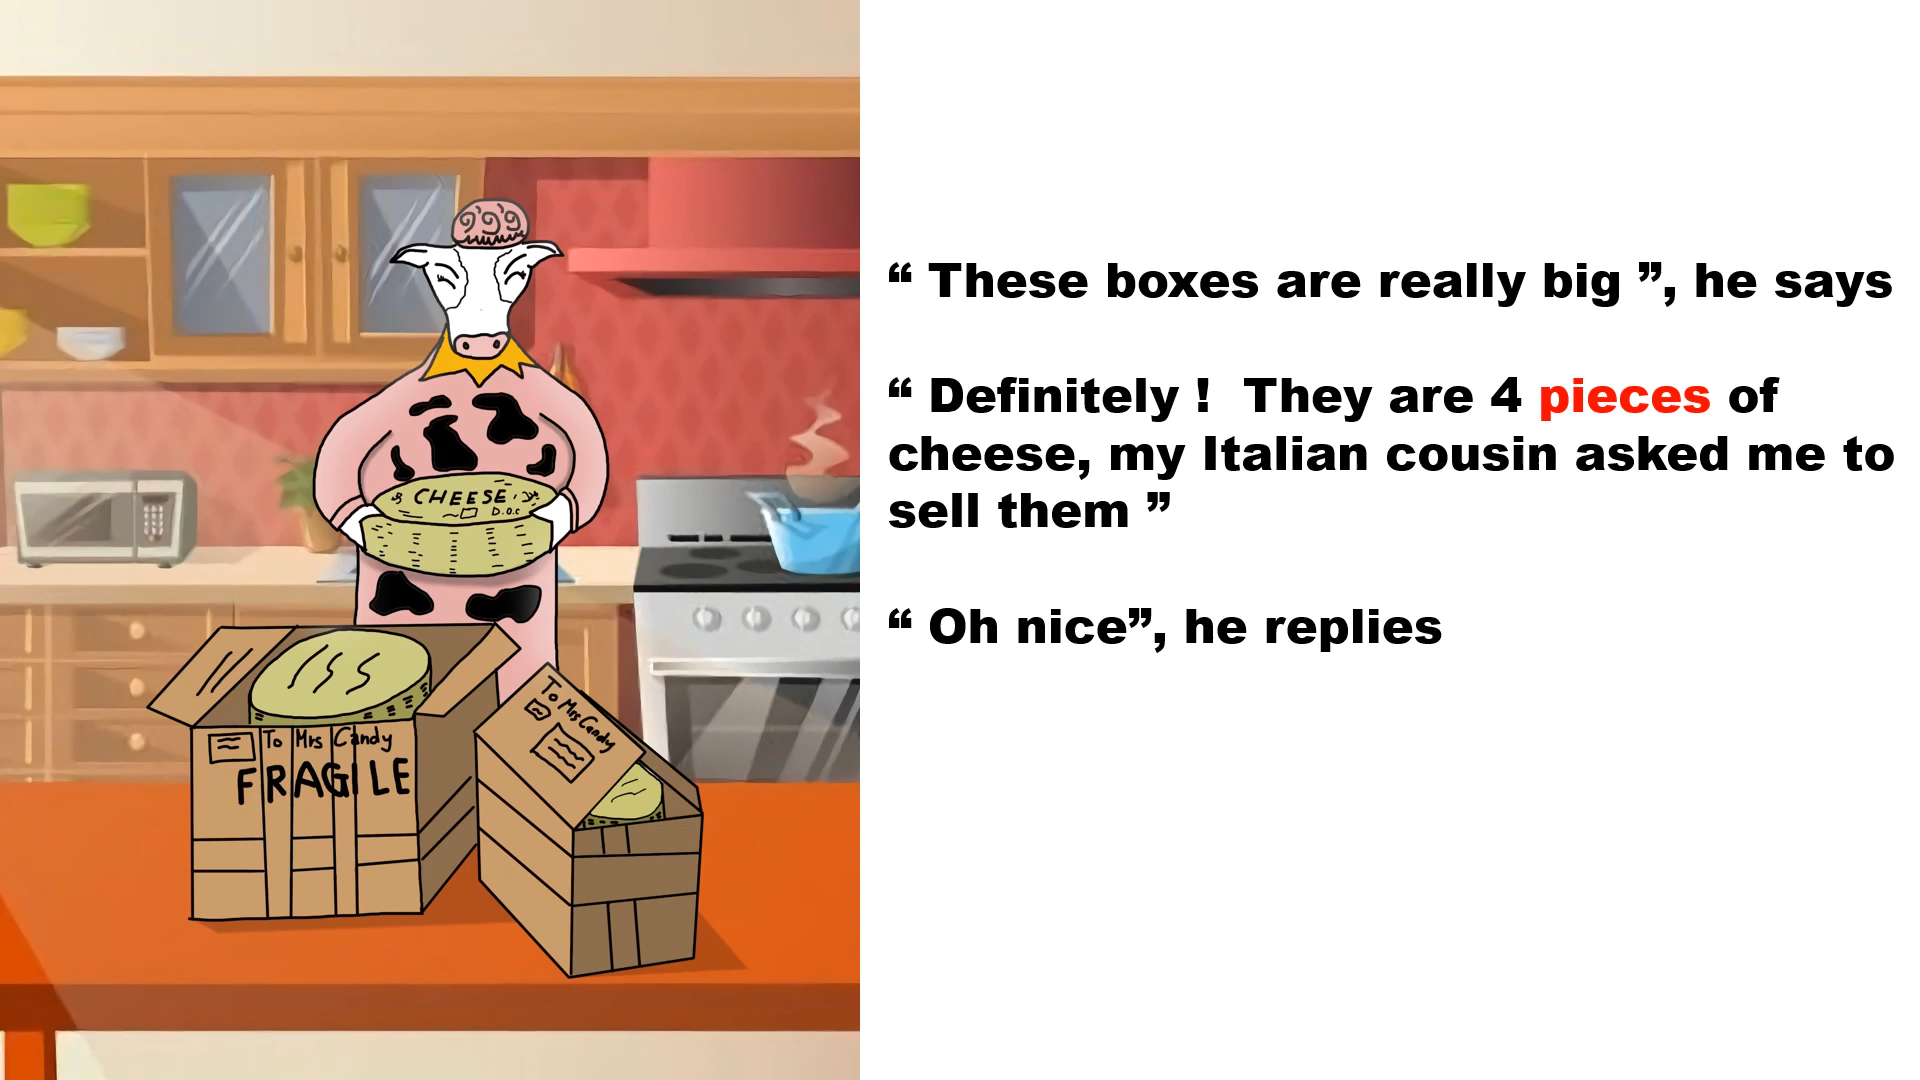 “ These boxes are really big ”, he says
“ Definitely !  They are 4 pieces of
cheese, my Italian cousin asked me to
sell them ”
“ Oh nice”, he replies
CHEESE
D.O.C
To Mrs Candy
FRAGILE
To Mrs Candy